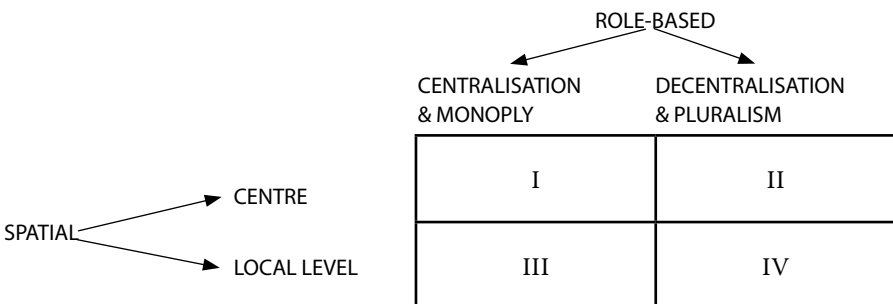 ROLE-BASED
CENTRALISATION DECENTRALISATION
& MONOPLY & PLURALISM
I II
CENTRE
SPATIAL
LOCAL LEVEL III IV